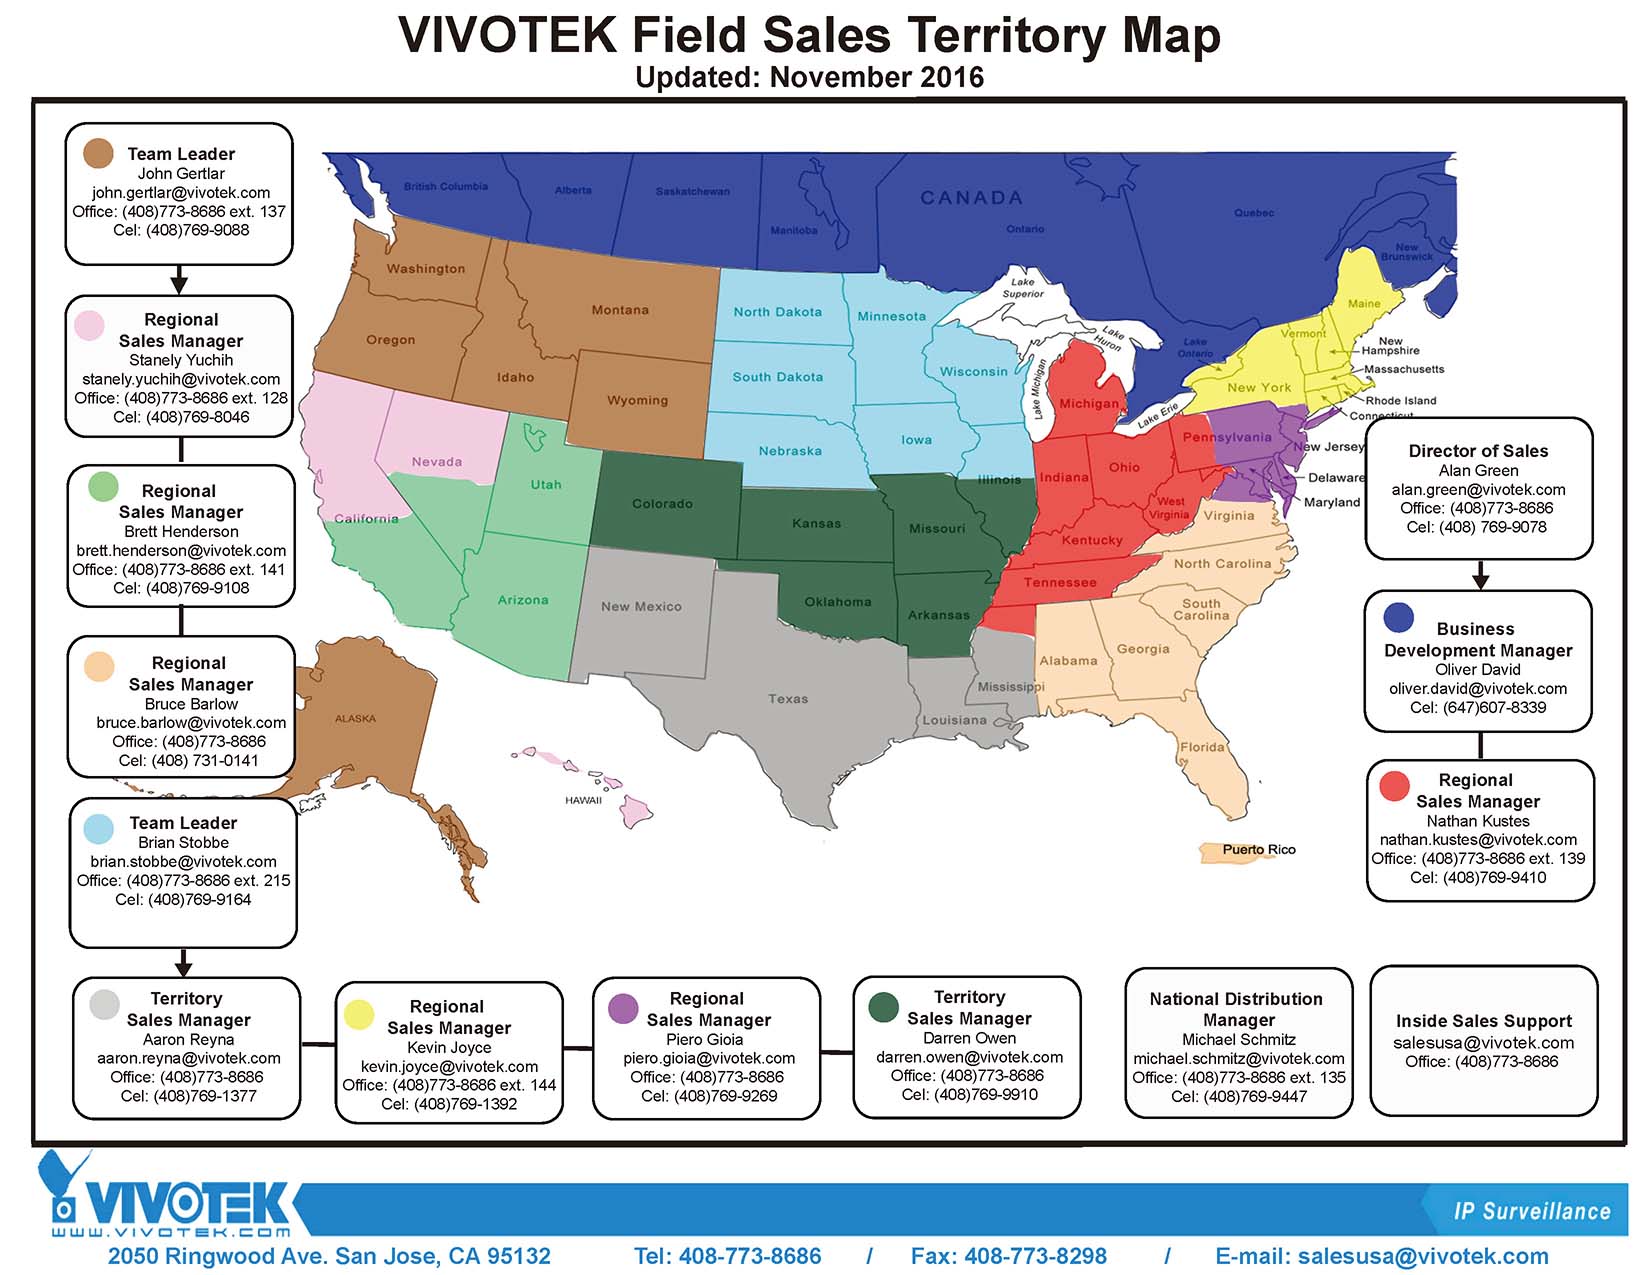 VIVOTEK Field Sales Territory Map
Updated: November 2016
Team Leader
John Gertlar
john.gertlar@vivotek.com
Office: (408)773-8686 ext. 137
Cel: (408)769-9088
Regional
Sales Manager
Stanely Yuchih
stanely.yuchih@vivotek.com
Office: (408)773-8686 ext. 128
Cel: (408)769-8046
Regional
Sales Manager
Brett Henderson
brett.henderson@vivotek.com
Office: (408)773-8686 ext. 141
Cel: (408)769-9108
Regional
Sales Manager
Bruce Barlow
bruce.barlow@vivotek.com
Office: (408)773-8686
Cel: (408) 731-0141
Team Leader
Brian Stobbe
brian.stobbe@vivotek.com
Office: (408)773-8686 ext. 215
Cel: (408)769-9164
British Columbia
Alberta
Saskatchewan
Manitoba
CANADA
Ontario
Quebec
New
Brunswick
Washington
Oregon
Idaho
Montana
Wyoming
North Dakota
South Dakota
Nebraska
Minnesota
Wisconsin
Iowa
Illinois
Lake
Superior
Lake
Huron
Lake Michigan
Lake
Ontario
Lake Erie
Michigan
Indiana
Ohio
West
Virginia
Kentucky
Tennessee
Pennsylvania
New York
Vermont
Maine
New
Hampshire
Massachusetts
Rhode Island
Connecticut
New Jersey
Delaware
Maryland
Virginia
North Carolina
South
Carolina
Georgia
Alabama
Florida
Puerto Rico
Nevada
California
Utah
Arizona
Colorado
Kansas
Missouri
Oklahoma
Arkansas
New Mexico
Texas
Louisiana
Mississippi
ALASKA
HAWAII
Director of Sales
Alan Green
alan.green@vivotek.com
Office: (408)773-8686
Cel: (408) 769-9078
Business
Development Manager
Oliver David
oliver.david@vivotek.com
Cel: (647)607-8339
Regional
Sales Manager
Nathan Kustes
nathan.kustes@vivotek.com
Office: (408)773-8686 ext. 139
Cel: (408)769-9410
Territory
Sales Manager
Aaron Reyna
aaron.reyna@vivotek.com
Office: (408)773-8686
Cel: (408)769-1377
Regional
Sales Manager
Kevin Joyce
kevin.joyce@vivotek.com
Office: (408)773-8686 ext. 144
Cel: (408)769-1392
Regional
Sales Manager
Piero Gioia
piero.gioia@vivotek.com
Office: (408)773-8686
Cel: (408)769-9269
Territory
Sales Manager
Darren Owen
darren.owen@vivotek.com
Office: (408)773-8686
Cel: (408)769-9910
National Distribution
Manager
Michael Schmitz
michael.schmitz@vivotek.com
Office: (408)773-8686 ext. 135
Cel: (408)769-9447
Inside Sales Support
salesusa@vivotek.com
Office: (408)773-8686
VIVOTEK
www.vivotek.com
IP Surveillance
2050 Ringwood Ave. San Jose, CA 95132 Tel: 408-773-8686 / Fax: 408-773-8298 / E-mail: salesusa@vivotek.com